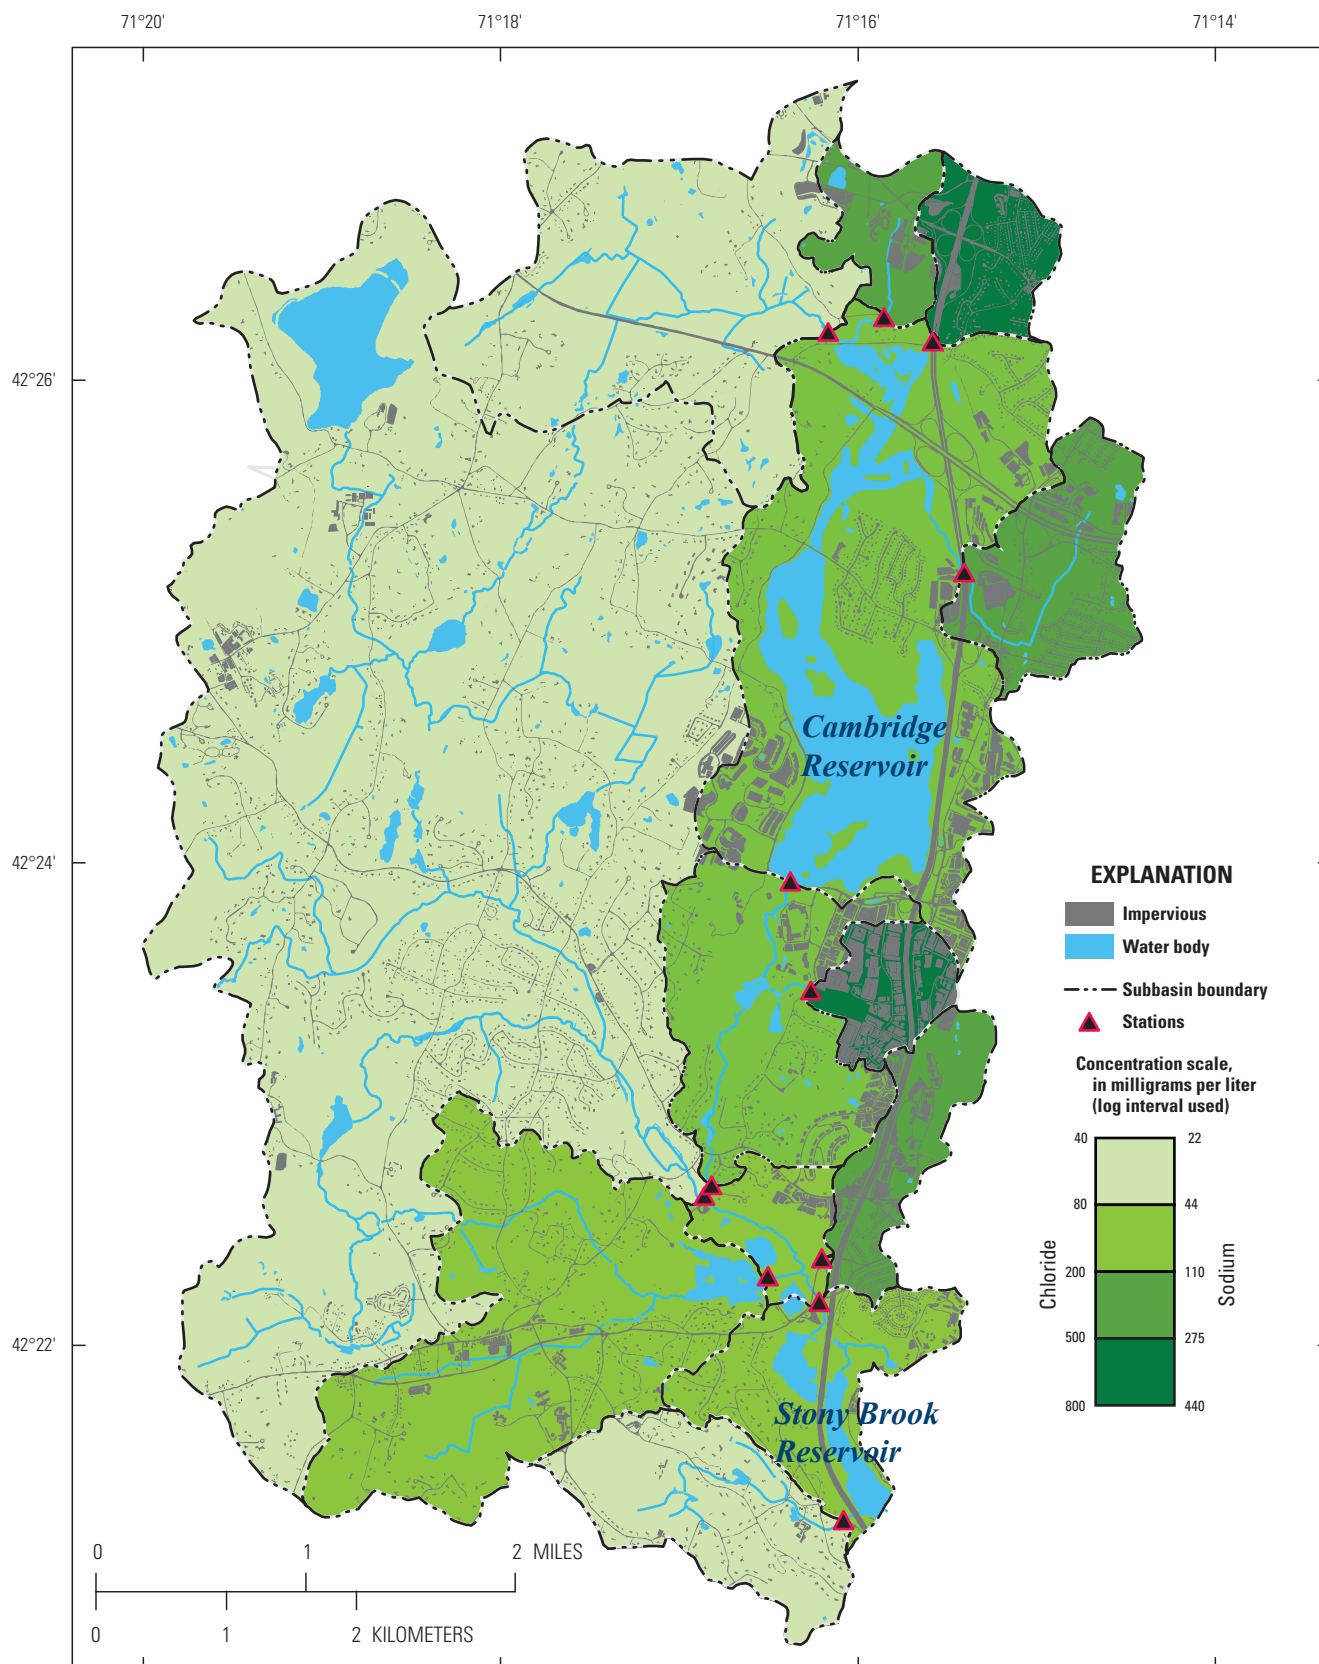 71°20'
71°18'
71°16'
71°14'
42°26'
42°24'
42°22'
Cambridge
Reservoir
Stony Brook
Reservoir
EXPLANATION
Impervious
Water body
Subbasin boundary
Stations
Concentration scale,
in milligrams per liter
(log interval used)
40 22
80 44
200 110
500 275
800 440
Chloride
Sodium
0 1 2 MILES
0 1 2 KILOMETERS